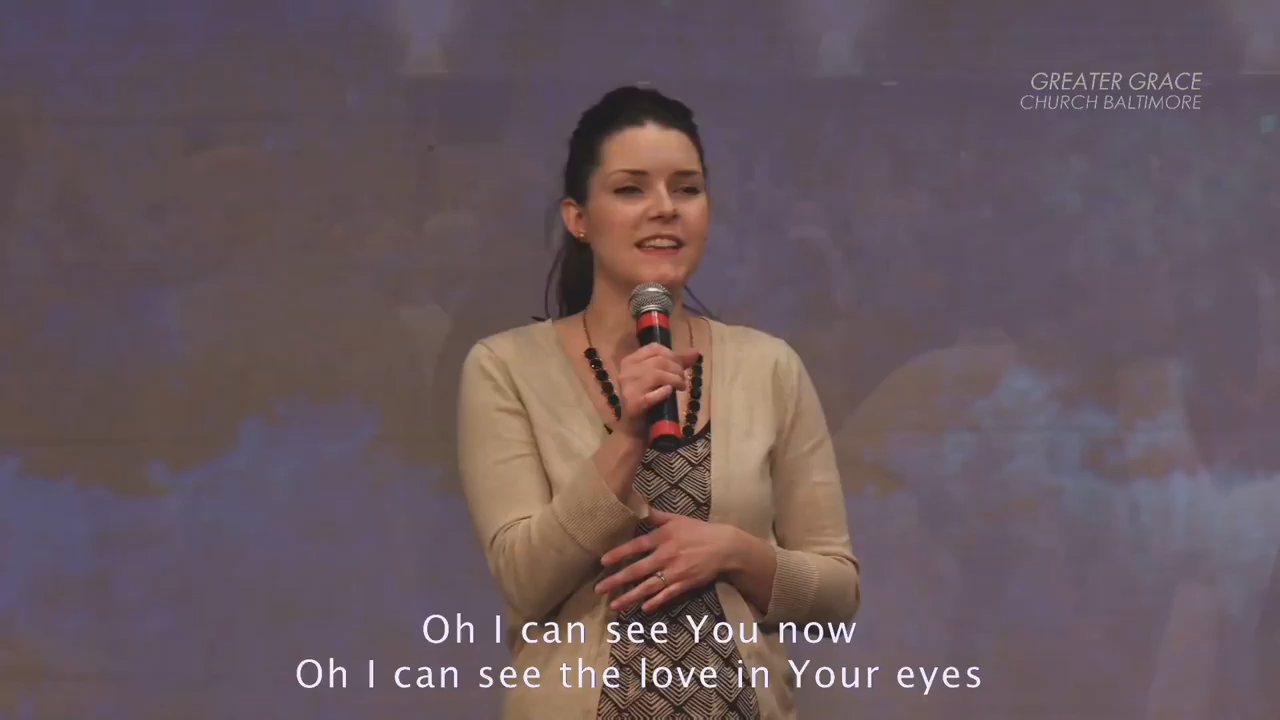 GREATER GRACE
CHURCH BALTIMORE
Oh I can see You now
Oh I can see the love in Your eyes